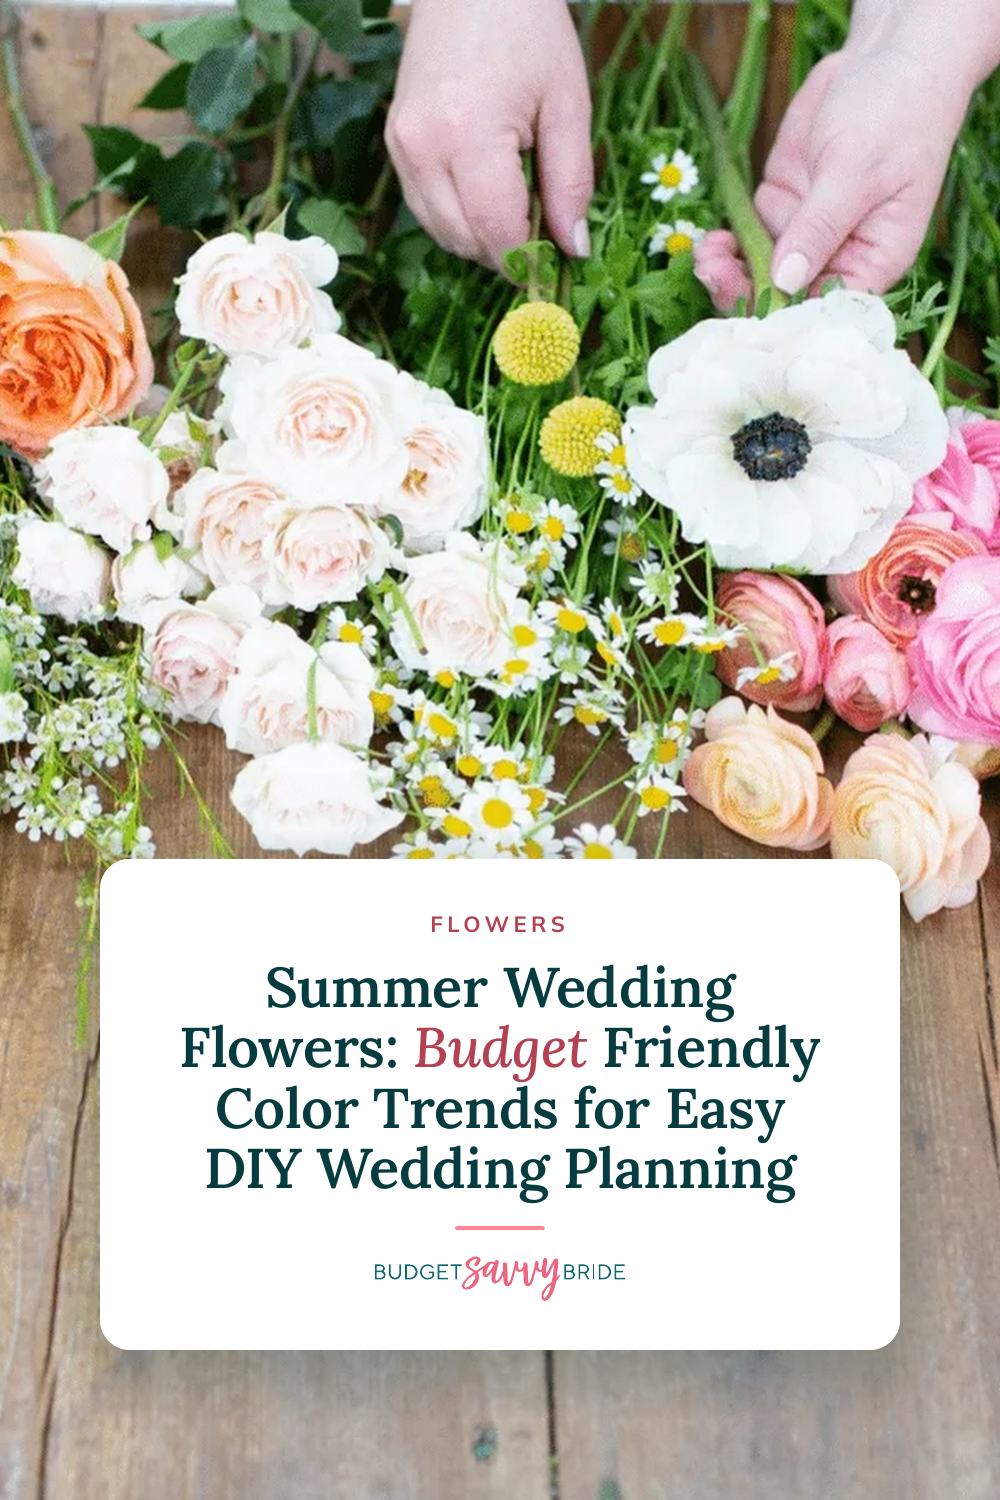 FLOWERS
Summer Wedding
Flowers: Budget Friendly
Color Trends for Easy
DIY Wedding Planning
BUDGET savvy BRIDE